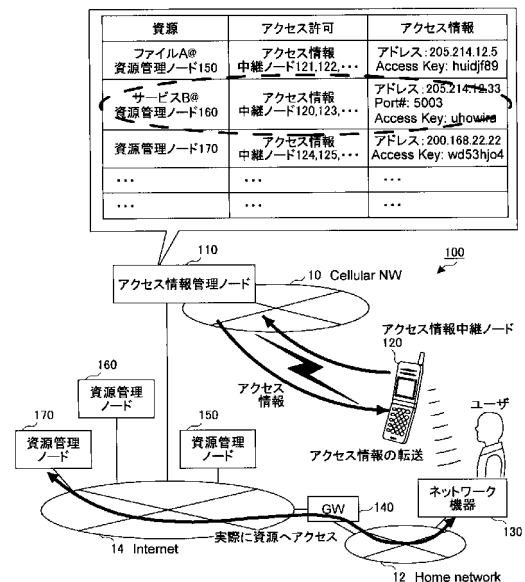 資源 アクセス許可 アクセス情報
ファイルA@ アクセス情報 アドレス:205.214.12.5
資源管理ノード150 中継ノード121,122,··· Access Key: huidjf89
サービスB@ アクセス情報 アドレス:205.214.12.33
資源管理ノード160 中継ノード120,123,··· Port#: 5003
Access Key: uhowira
資源管理ノード170 アクセス情報 アドレス:200.168.22.22
中継ノード124,125,··· Access Key: wd53hjo4
··· ··· ···
··· ··· ···
110
アクセス情報管理ノード
10 Cellular NW
100
アクセス情報中継ノード
120
160
資源管理
ノード
アクセス
情報
170
資源管理
ノード
150
資源管理
ノード
ユーザ
アクセス情報の転送
GW
140
ネットワーク
機器
130
14 Internet
実際に資源へアクセス
12 Home network